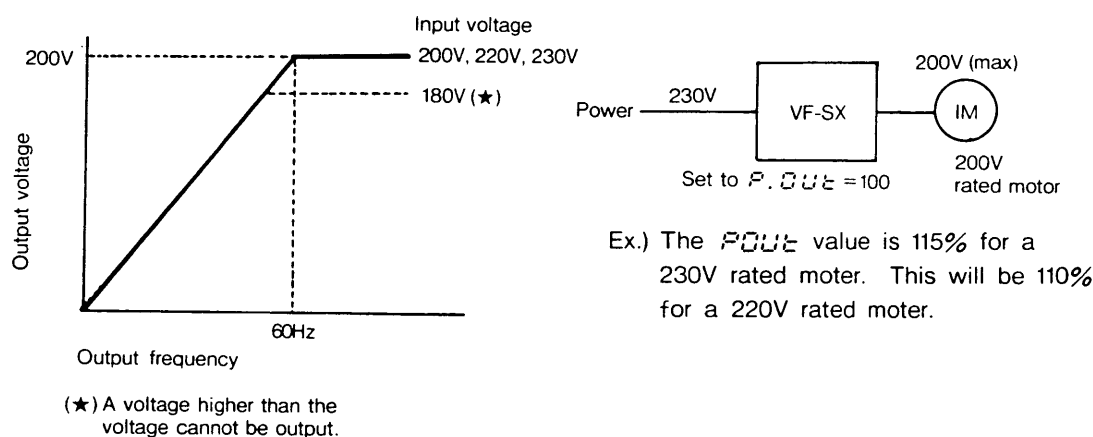 Input voltage
200V
200V, 220V, 230V
180V (★)
Output voltage
60Hz
Output frequency
(★) A voltage higher than the
voltage cannot be output.
200V (max)
Power
230V
VF-SX
IM
200V
rated motor
Set to P.OUt =100
Ex.) The POUt value is 115% for a
230V rated moter. This will be 110%
for a 220V rated moter.